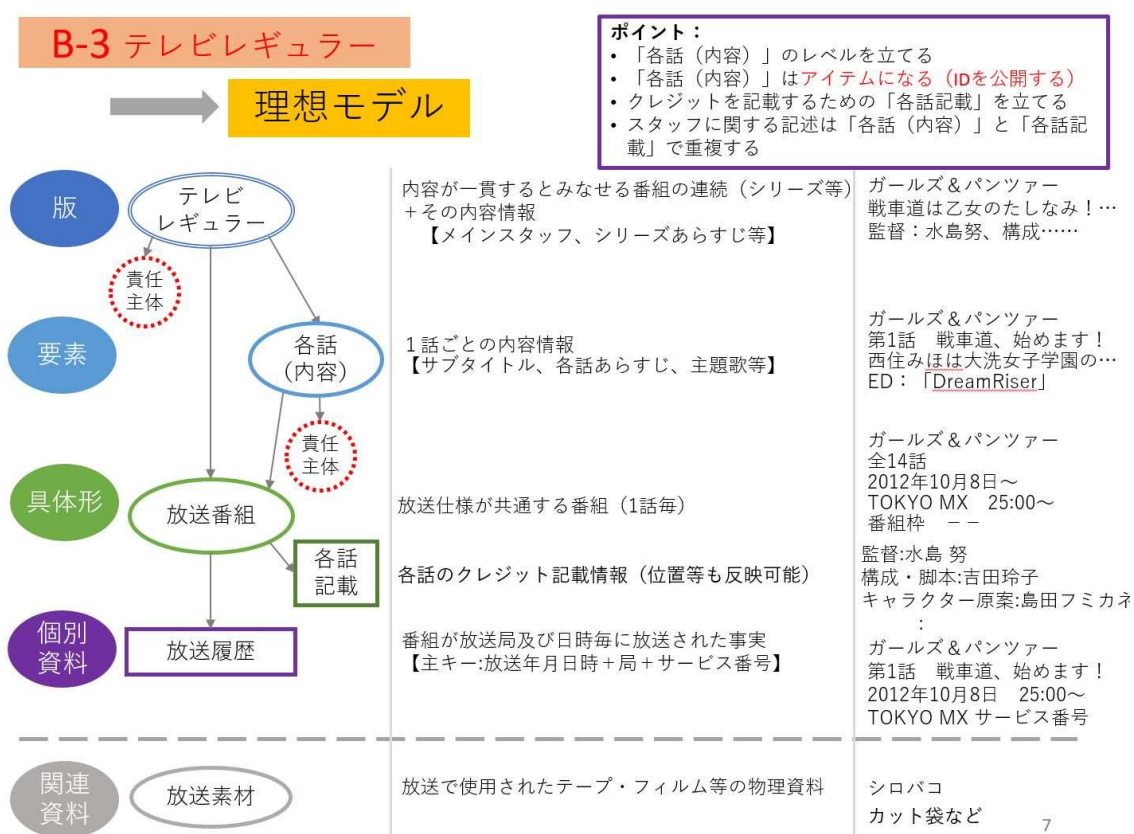 B-3 テレビレギュラー
理想モデル
ポイント：
• 「各話（内容）」のレベルを立てる
• 「各話（内容）」はアイテムになる（IDを公開する）
• クレジットを記載するための「各話記載」を立てる
• スタッフに関する記述は「各話（内容）」と「各話記
載」で重複する
版
テレビ
レギュラー
内容が一貫するとみなせる番組の連続（シリーズ等）
＋その内容情報
【メインスタッフ、シリーズあらすじ等】
ガールズ＆パンツァー
戦車道は乙女のたしなみ！…
監督：水島努、構成……
責任
主体
要素
各話
（内容）
１話ごとの内容情報
【サブタイトル、各話あらすじ、主題歌等】
ガールズ＆パンツァー
第1話　戦車道、始めます！
西住みほは大洗女子学園の…
ED：「DreamRiser」
責任
主体
具体形
放送番組
放送仕様が共通する番組（1話毎）
ガールズ＆パンツァー
全14話
2012年10月8日～
TOKYO MX　25:00～
番組枠　－－
各話
記載
各話のクレジット記載情報（位置等も反映可能）
監督:水島 努
構成・脚本:吉田玲子
キャラクター原案:島田フミカネ
：
個別
資料
放送履歴
番組が放送局及び日時毎に放送された事実
【主キー:放送年月日時＋局＋サービス番号】
ガールズ＆パンツァー
第1話　戦車道、始めます！
2012年10月8日　25:00～
TOKYO MX サービス番号
関連
資料
放送素材
放送で使用されたテープ・フィルム等の物理資料
シロバコ
カット袋など
7